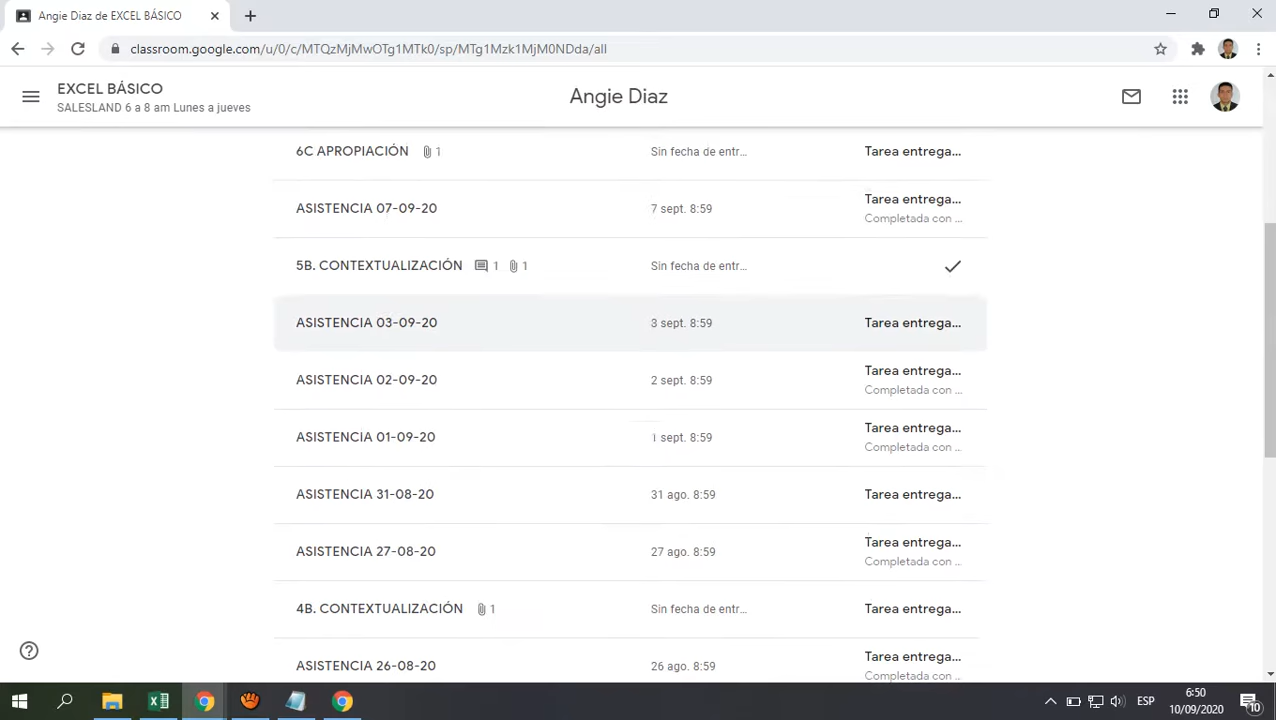 Angie Diaz de EXCEL BÁSICO
classroom.google.com/u/0/c/MTQzMjMwOTg1MTk0/sp/MTg1Mzk1MjM0NDda/all
EXCEL BÁSICO
SALESLAND 6 a 8 am Lunes a jueves
Angie Diaz
6C APROPIACIÓN 1 Sin fecha de entr... Tarea entrega...
ASISTENCIA 07-09-20 7 sept. 8:59 Tarea entrega...
Completada con ...
5B. CONTEXTUALIZACIÓN 1 1 Sin fecha de entr...
ASISTENCIA 03-09-20 3 sept. 8:59 Tarea entrega...
ASISTENCIA 02-09-20 2 sept. 8:59 Tarea entrega...
Completada con ...
ASISTENCIA 01-09-20 1 sept. 8:59 Tarea entrega...
Completada con ...
ASISTENCIA 31-08-20 31 ago. 8:59 Tarea entrega...
ASISTENCIA 27-08-20 27 ago. 8:59 Tarea entrega...
Completada con ...
4B. CONTEXTUALIZACIÓN 1 Sin fecha de entr... Tarea entrega...
ASISTENCIA 26-08-20 26 ago. 8:59 Tarea entrega...
Completada con ...
ESP
6:50
10/09/2020
10